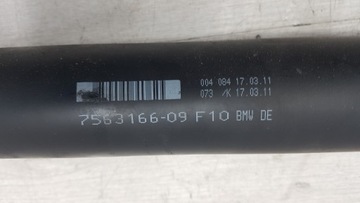 004 084 17.03.11
073 /K 17.03.11
7563166-09 F10 BMW DE